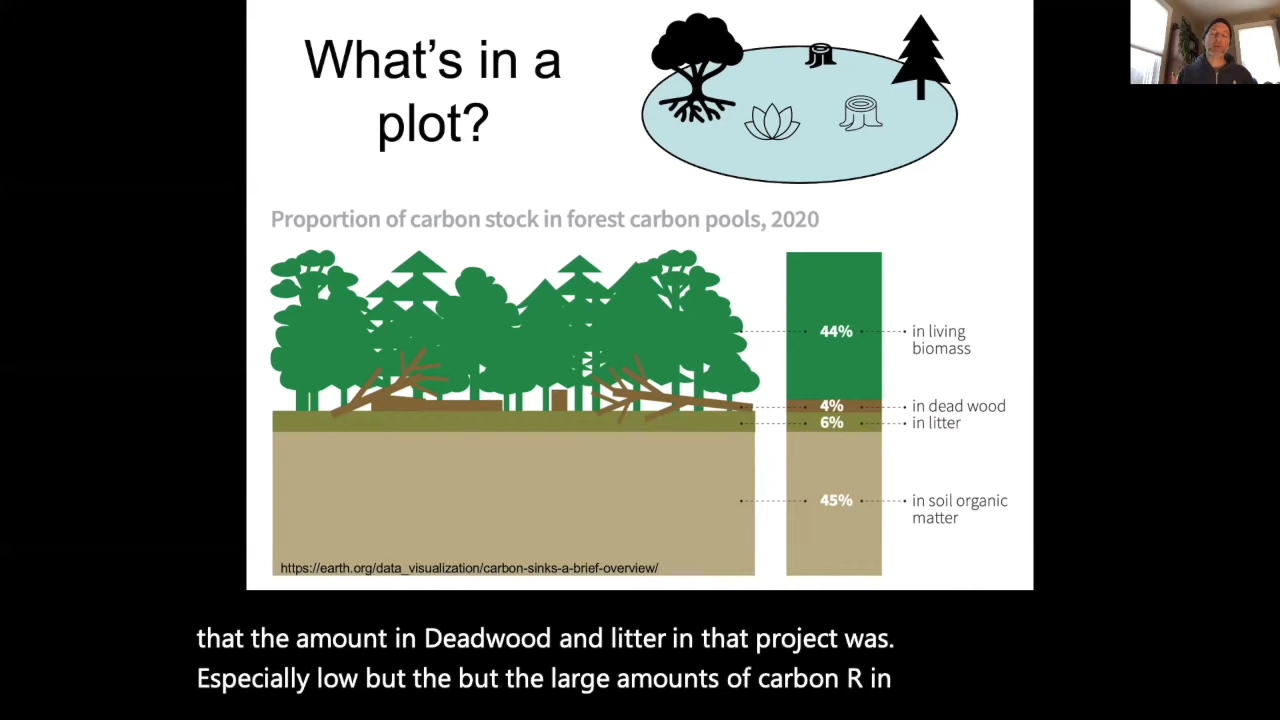 What's in a
plot?
Proportion of carbon stock in forest carbon pools, 2020
44%
in living
biomass
4%
in dead wood
6%
in litter
45%
in soil organic
matter
https://earth.org/data_visualization/carbon-sinks-a-brief-overview/
that the amount in Deadwood and litter in that project was.
Especially low but the but the large amounts of carbon R in